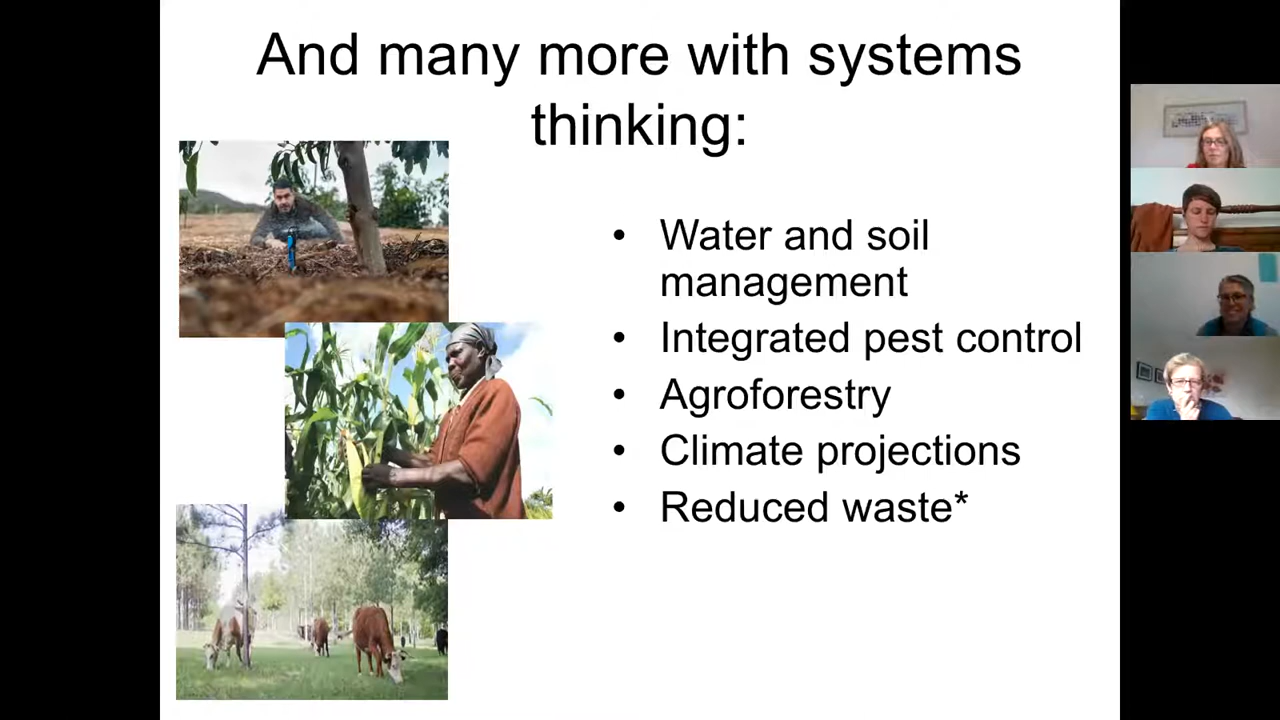 And many more with systems
thinking:
• Water and soil
management
• Integrated pest control
• Agroforestry
• Climate projections
• Reduced waste*